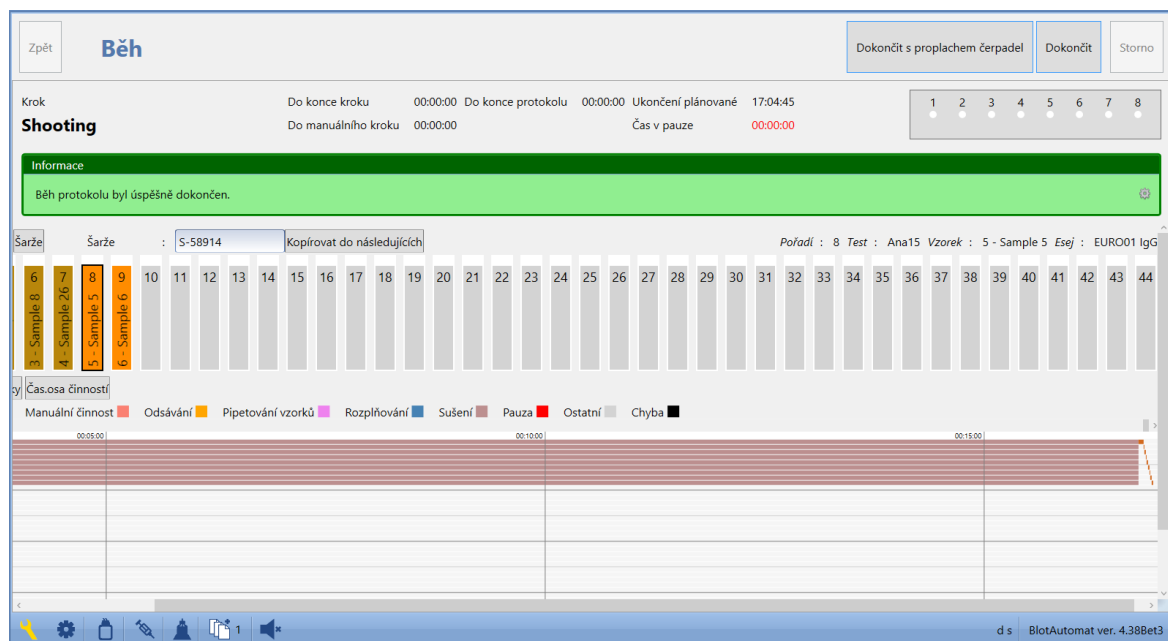 Zpět
Běh
Dokončit s proplachem čerpadel
Dokončit
Storno
Krok
Do konce kroku 00:00:00 Do konce protokolu 00:00:00 Ukončení plánované 17:04:45
1 2 3 4 5 6 7 8
Shooting
Do manuálního kroku 00:00:00 Čas v pauze 00:00:00
Informace
Běh protokolu byl úspěšně dokončen.
Šarže Šarže : S-58914 Kopírovat do následujících Pořadí : 8 Test : Ana15 Vzorek : 5 - Sample 5 Esej : EURO01 IgG
6 7 8 9 10 11 12 13 14 15 16 17 18 19 20 21 22 23 24 25 26 27 28 29 30 31 32 33 34 35 36 37 38 39 40 41 42 43 44
3 - Sample 8
4 - Sample 26
5 - Sample 5
6 - Sample 6
Čas.osa činností
Manuální činnost Odsávání Pipetování vzorků Rozplňování Sušení Pauza Ostatní Chyba
00:05:00 00:10:00 00:15:00
1
d s BlotAutomat ver. 4.38Bet3